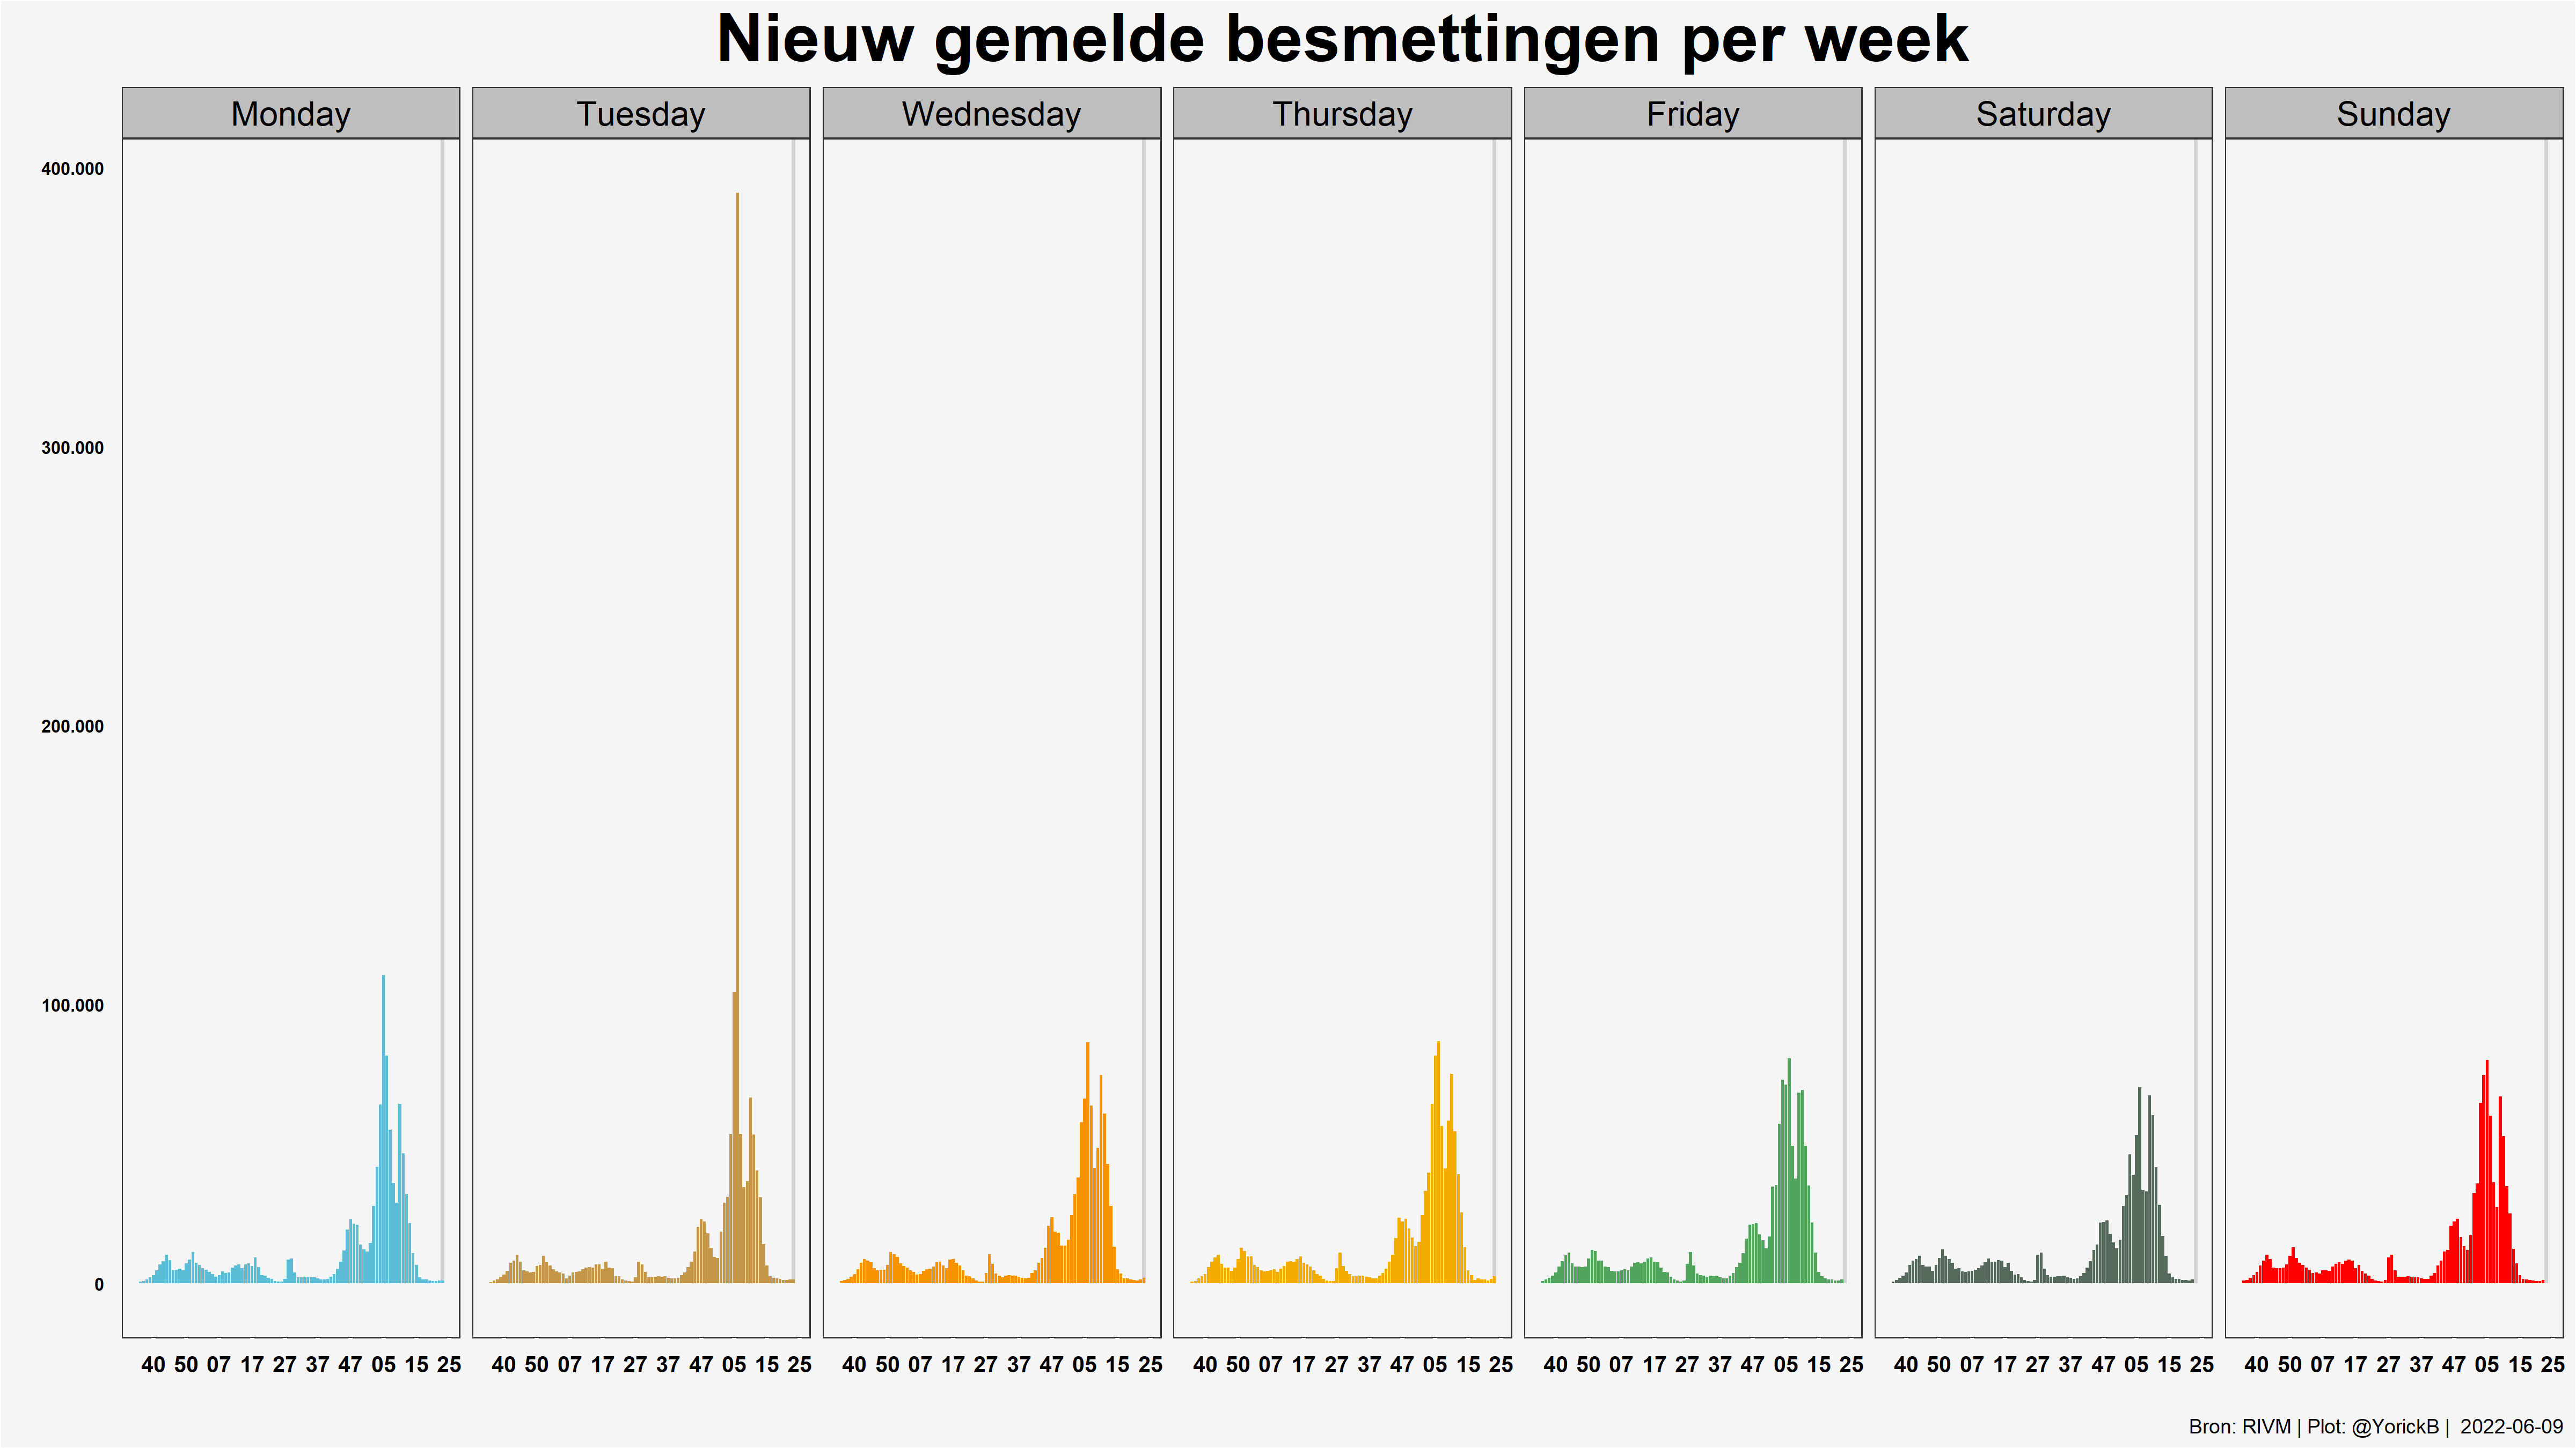 Nieuw gemelde besmettingen per week
Monday Tuesday Wednesday Thursday Friday Saturday Sunday
400.000
300.000
200.000
100.000
0
40 50 07 17 27 37 47 05 15 25 40 50 07 17 27 37 47 05 15 25 40 50 07 17 27 37 47 05 15 25 40 50 07 17 27 37 47 05 15 25 40 50 07 17 27 37 47 05 15 25 40 50 07 17 27 37 47 05 15 25 40 50 07 17 27 37 47 05 15 25
Bron: RIVM | Plot: @YorickB | 2022-06-09